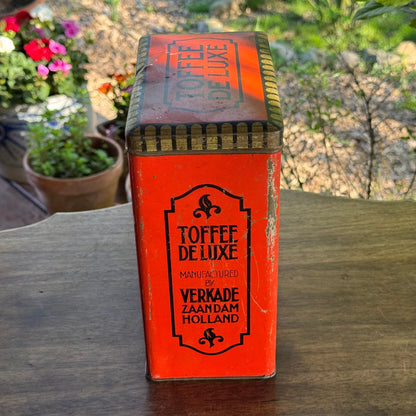 TOFFEE
DE LUXE
TOFFEE
DE LUXE
MANUFACTURED
BY
VERKADE
ZAANDAM
HOLLAND